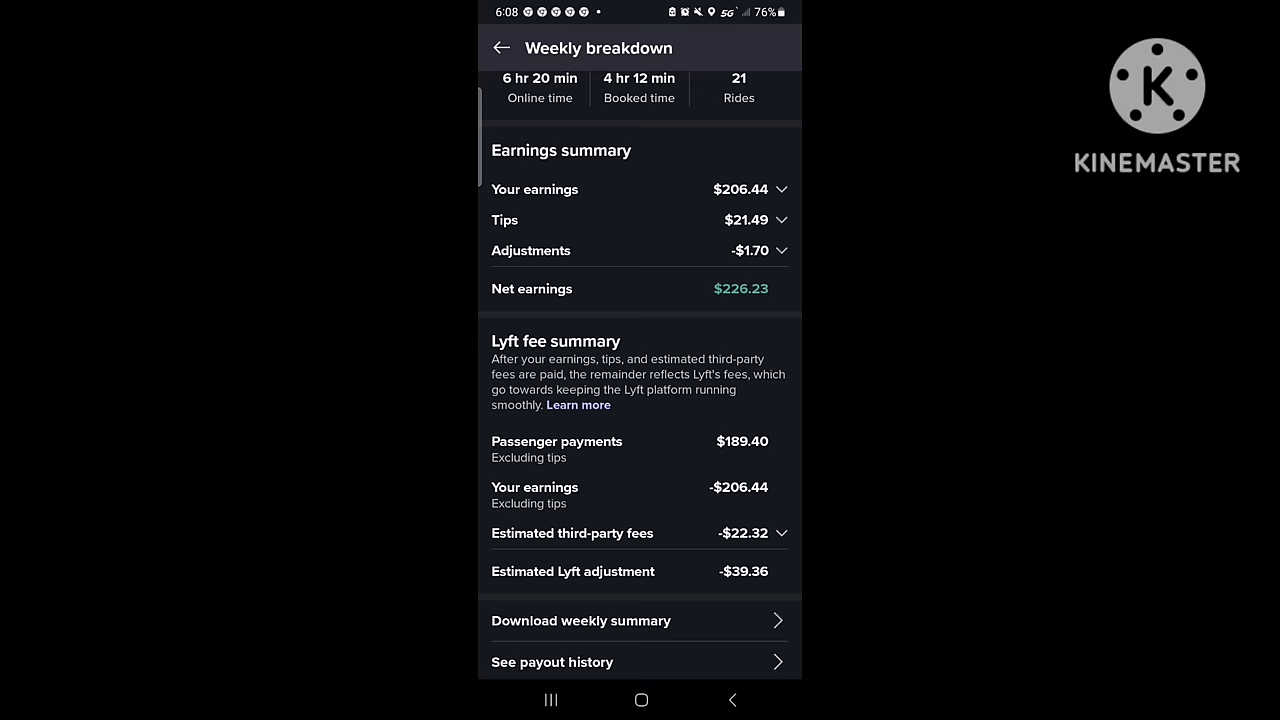 6:08 5G 76%
Weekly breakdown
6 hr 20 min 4 hr 12 min 21
Online time Booked time Rides
Earnings summary
Your earnings $206.44
Tips $21.49
Adjustments -$1.70
Net earnings $226.23
Lyft fee summary
After your earnings, tips, and estimated third-party
fees are paid, the remainder reflects Lyft's fees, which
go towards keeping the Lyft platform running
smoothly. Learn more
Passenger payments $189.40
Excluding tips
Your earnings -$206.44
Excluding tips
Estimated third-party fees -$22.32
Estimated Lyft adjustment -$39.36
Download weekly summary
See payout history
K
KINEMASTER